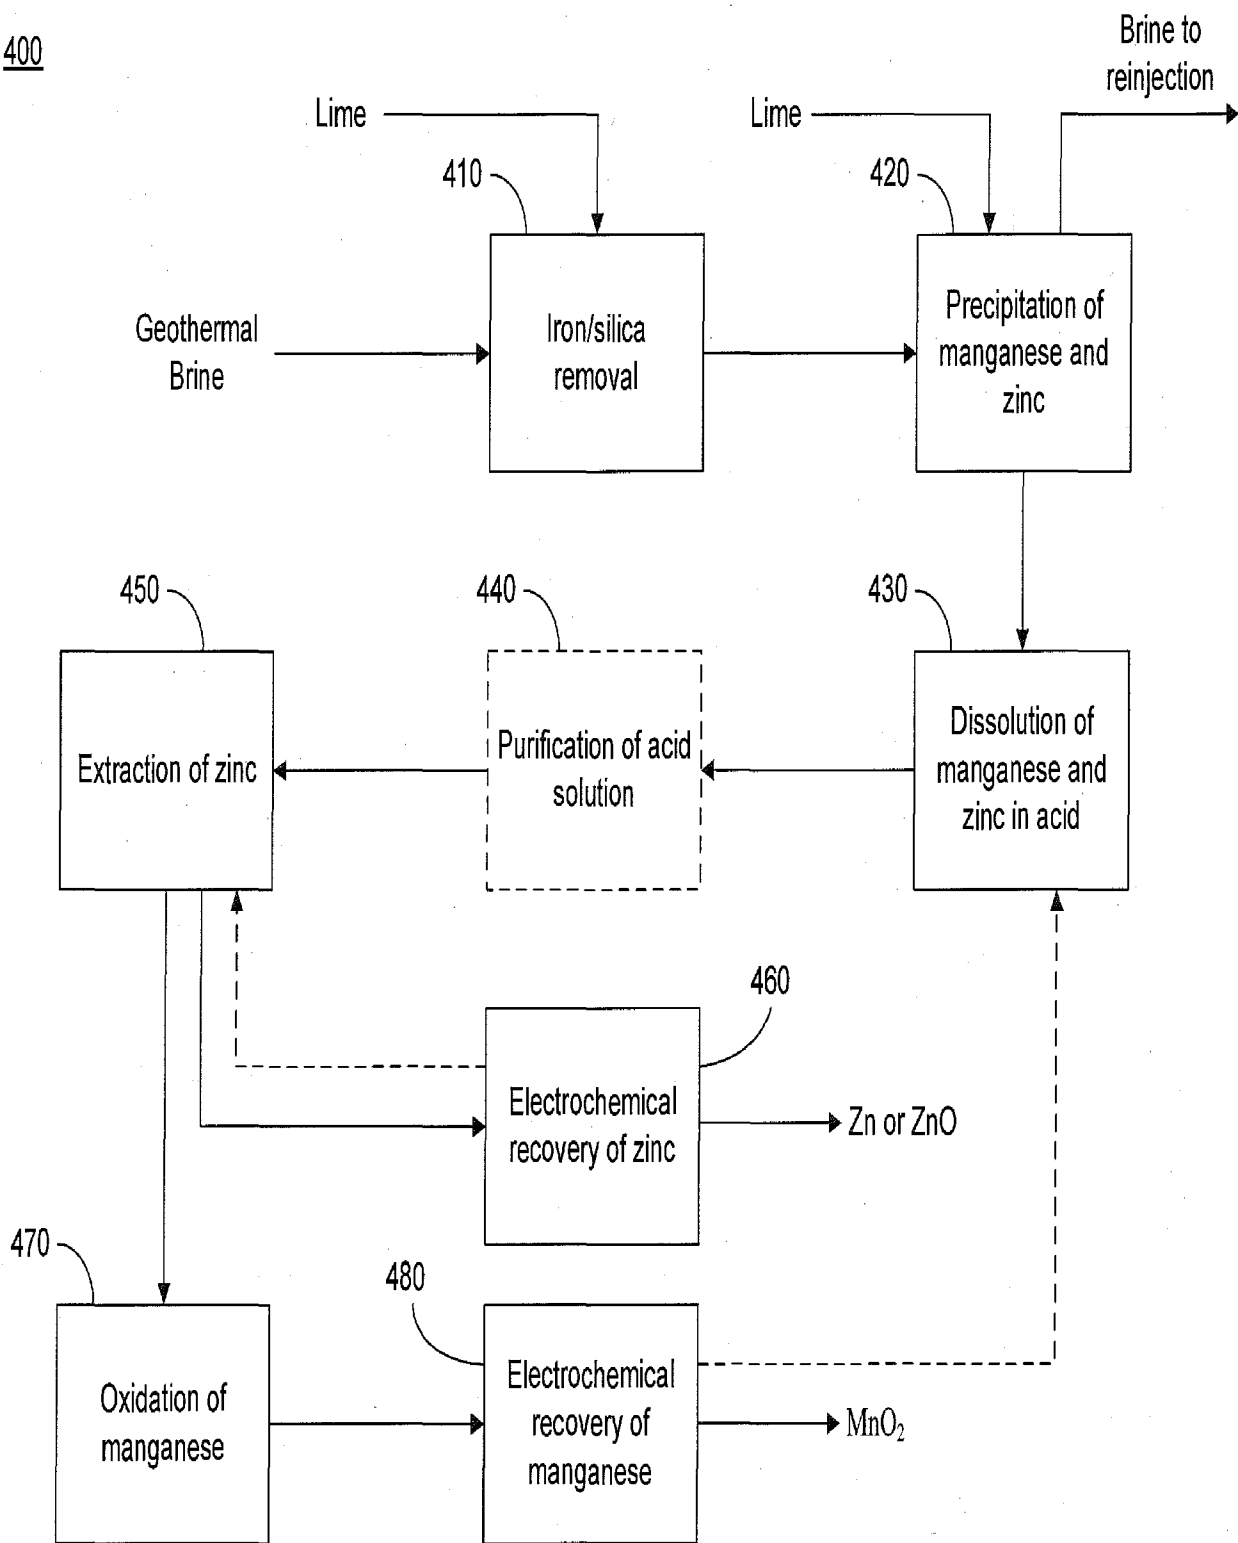 400
Brine to
reinjection
Lime
Lime
410
420
Geothermal
Brine
Iron/silica
removal
Precipitation of
manganese and
zinc
450
440
430
Extraction of zinc
Purification of acid
solution
Dissolution of
manganese and
zinc in acid
460
Electrochemical
recovery of zinc
Zn or ZnO
470
480
Oxidation of
manganese
Electrochemical
recovery of
manganese
MnO₂